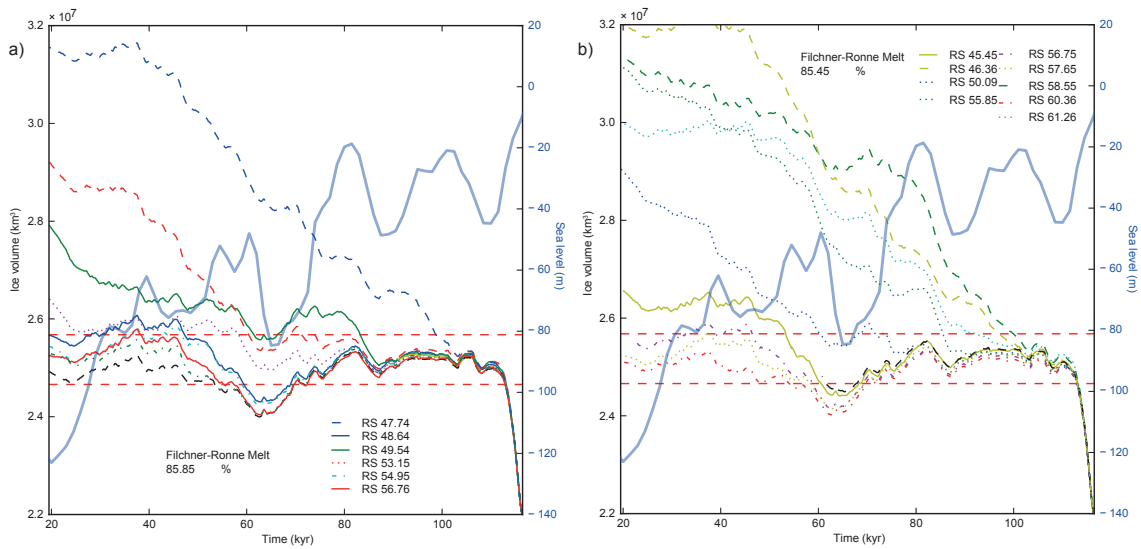 × 10⁷
a)
3.2
3.0
2.8
2.6
2.4
2.2
Ice volume (km³)
20
40
60
80
100
Time (kyr)
20
0
− 20
− 40
− 60
− 80
− 100
− 120
− 140
Sea level (m)
Filchner-Ronne Melt
85.85 %
RS 47.74
RS 48.64
RS 49.54
RS 53.15
RS 54.95
RS 56.76
× 10⁷
b)
3.2
3.0
2.8
2.6
2.4
2.2
Ice volume (km³)
20
40
60
80
100
Time (kyr)
20
0
− 20
− 40
− 60
− 80
− 100
− 120
− 140
Sea level (m)
Filchner-Ronne Melt
85.45 %
RS 45.45
RS 46.36
RS 50.09
RS 55.85
RS 56.75
RS 57.65
RS 58.55
RS 60.36
RS 61.26